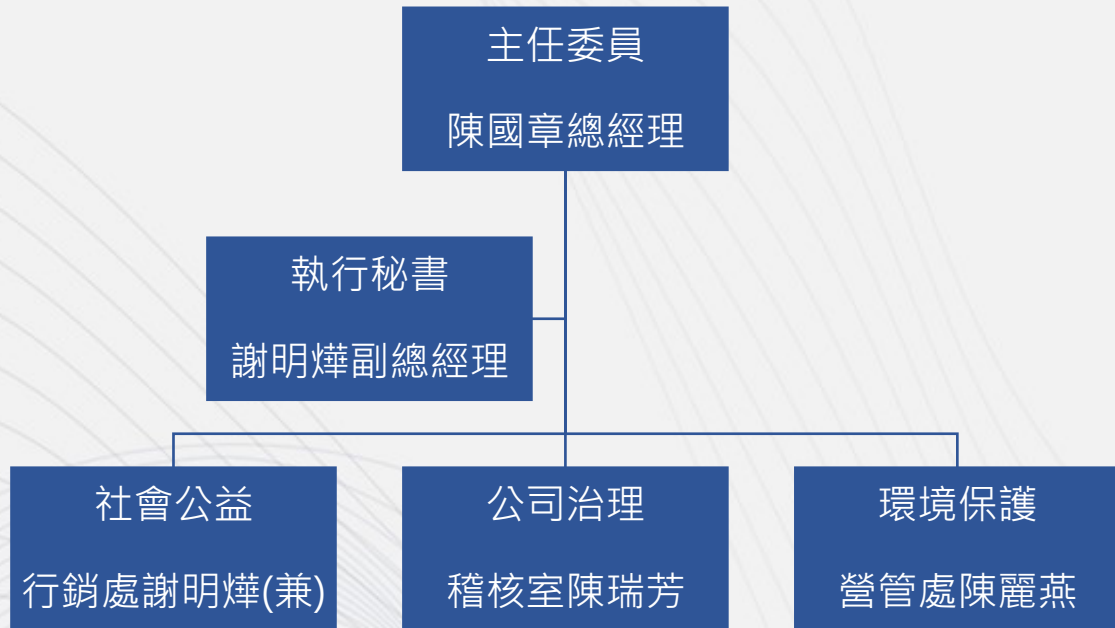 主任委員
陳國章總經理
執行秘書
謝明燁副總經理
社會公益
行銷處謝明燁(兼)
公司治理
稽核室陳瑞芳
環境保護
營管處陳麗燕